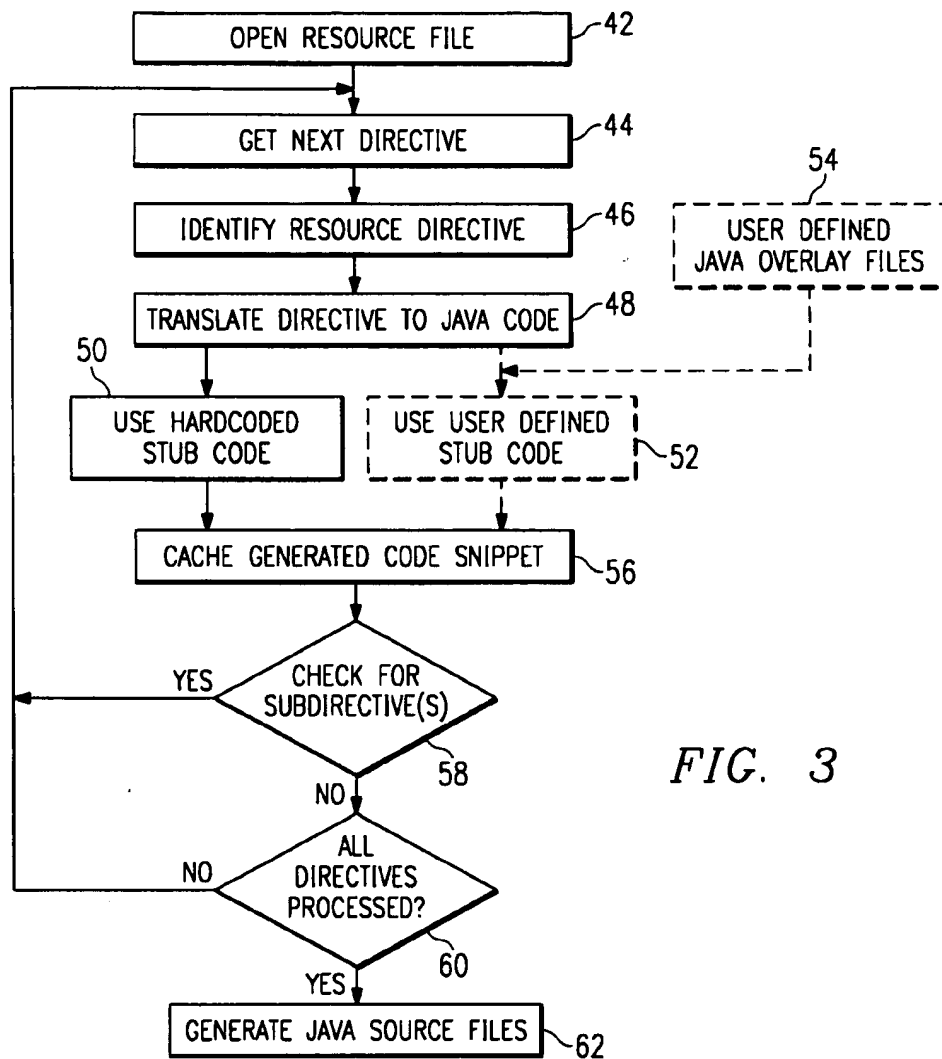 OPEN RESOURCE FILE
42
GET NEXT DIRECTIVE
44
IDENTIFY RESOURCE DIRECTIVE
46
54
USER DEFINED
JAVA OVERLAY FILES
TRANSLATE DIRECTIVE TO JAVA CODE
48
50
USE HARDCODED
STUB CODE
USE USER DEFINED
STUB CODE
52
CACHE GENERATED CODE SNIPPET
56
YES
CHECK FOR
SUBDIRECTIVE(S)
58
NO
FIG. 3
NO
ALL
DIRECTIVES
PROCESSED?
60
YES
GENERATE JAVA SOURCE FILES
62